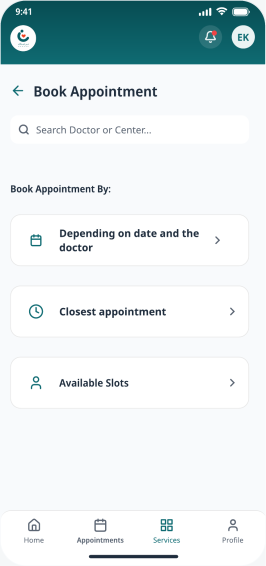 9:41
EK
Book Appointment
Search Doctor or Center...
Book Appointment By:
Depending on date and the
doctor
Closest appointment
Available Slots
Home
Appointments
Services
Profile